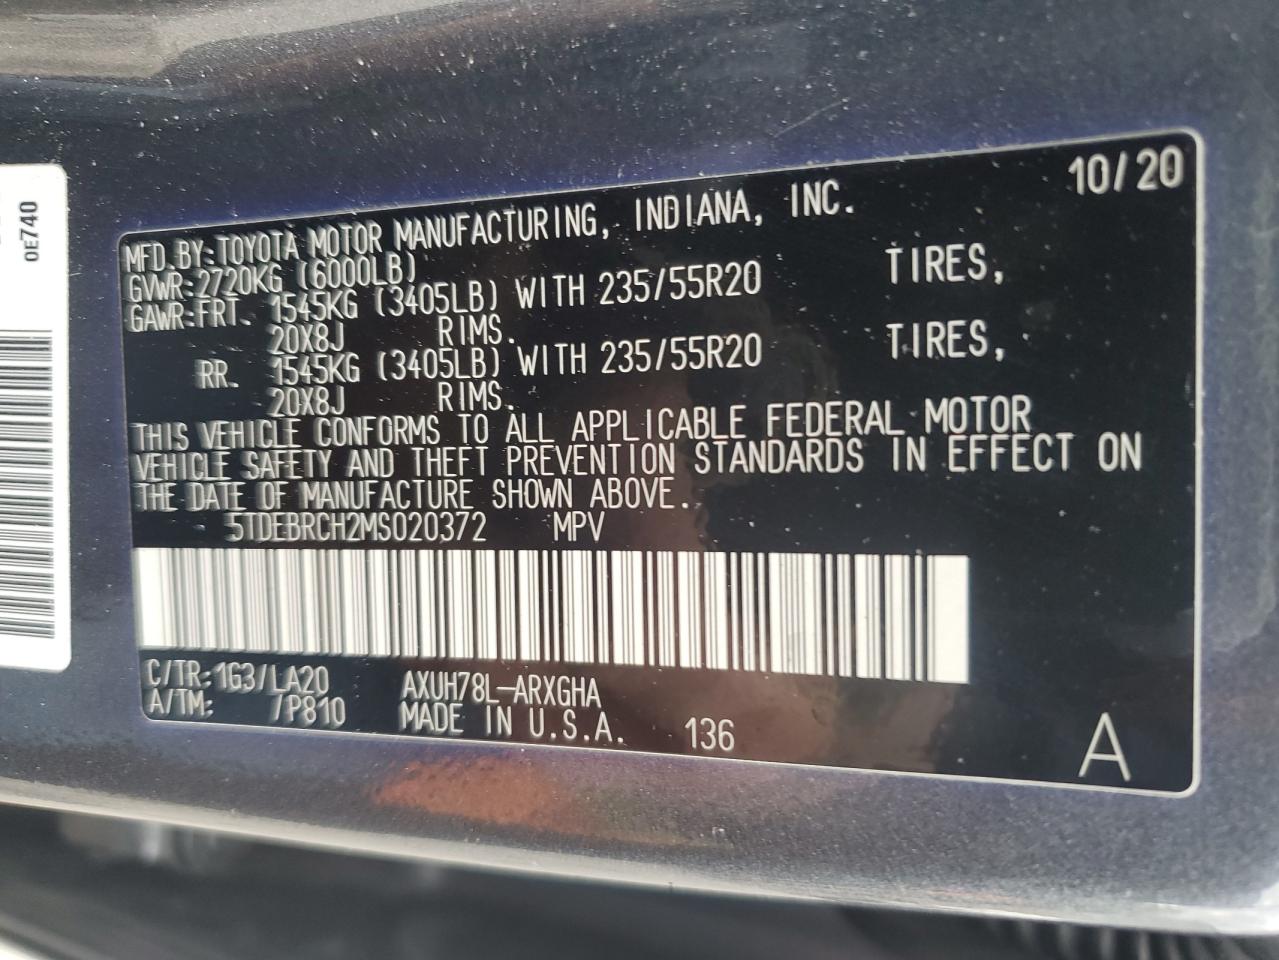 0E740
10/20
MFD. BY: TOYOTA MOTOR MANUFACTURING, INDIANA, INC.
GVWR: 2720KG (6000LB)
GAWR: FRT. 1545KG (3405LB) WITH 235/55R20 TIRES,
20X8J RIMS.
RR. 1545KG (3405LB) WITH 235/55R20 TIRES,
20X8J RIMS.
THIS VEHICLE CONFORMS TO ALL APPLICABLE FEDERAL MOTOR
VEHICLE SAFETY AND THEFT PREVENTION STANDARDS IN EFFECT ON
THE DATE OF MANUFACTURE SHOWN ABOVE.
5TDEBRCH2MS020372 MPV
C/TR: 1G3/LA20 AXUH78L-ARXGHA
A/TM: /P810 MADE IN U.S.A. 136
A